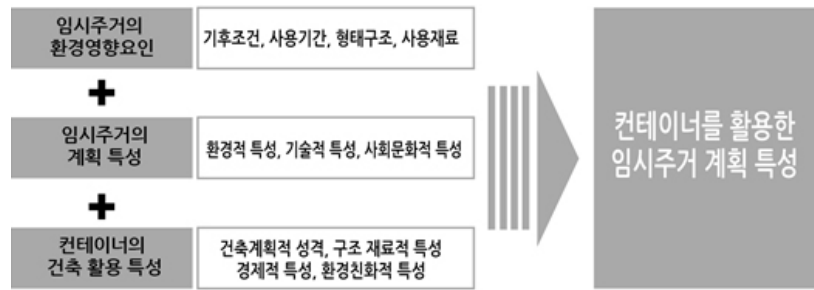 임시주거의
환경영향요인
기후조건, 사용기간, 형태구조, 사용재료
임시주거의
계획 특성
환경적 특성, 기술적 특성, 사회문화적 특성
컨테이너의
건축 활용 특성
건축계획적 성격, 구조 재료적 특성
경제적 특성, 환경친화적 특성
컨테이너를 활용한
임시주거 계획 특성